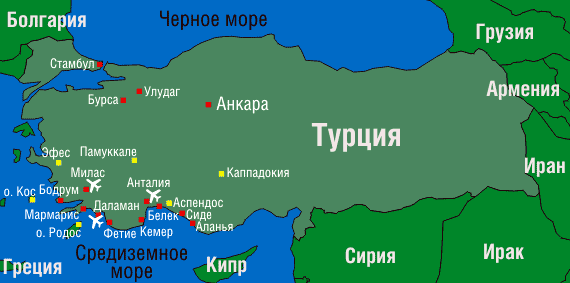 Болгария
Черное море
Грузия
Стамбул
Армения
Бурса
Улудаг
Анкара
Турция
Эфес
Памуккале
Иран
Милас
Каппадокия
о. Кос
Бодрум
Анталия
Мармарис
Даламан
Аспендос
Белек
Сиде
о. Родос
Фетие
Кемер
Аланья
Средиземное
море
Греция
Кипр
Сирия
Ирак